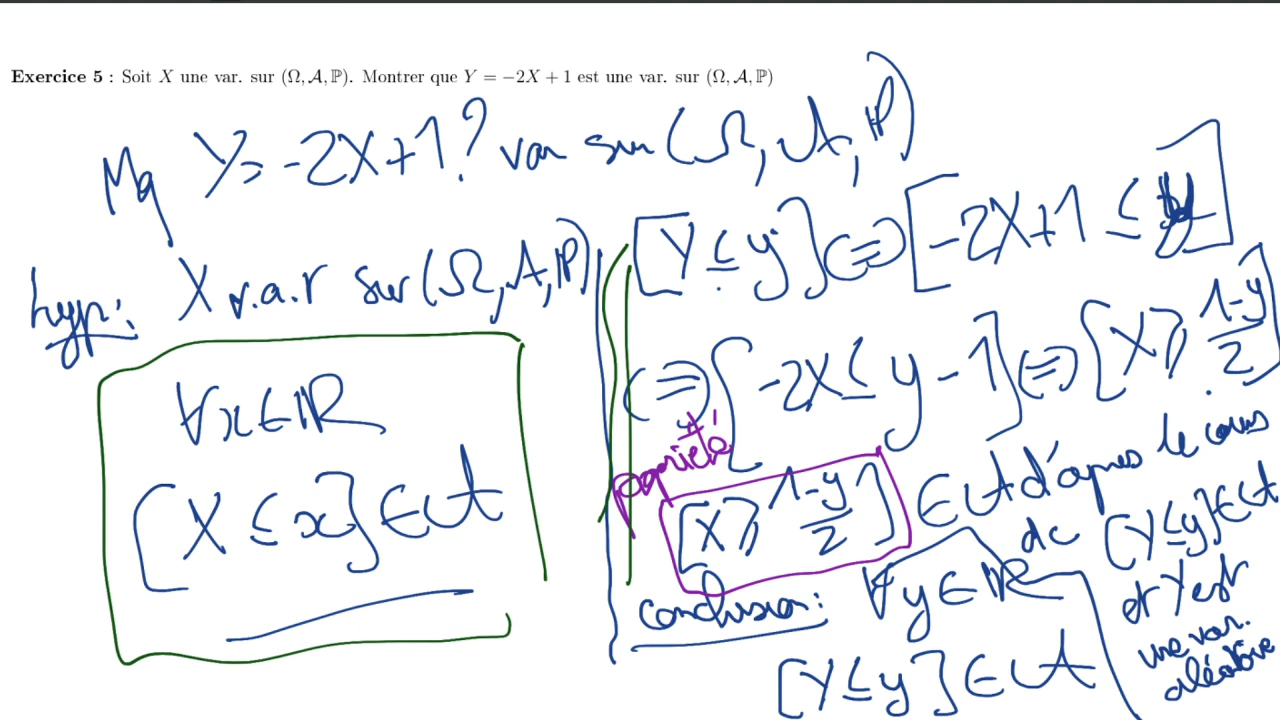 Exercice 5 : Soit X une var. sur (Ω, 𝒜, ℙ). Montrer que Y = −2X + 1 est une var. sur (Ω, 𝒜, ℙ)
Mq Y = -2X+1 ? var sur (Ω, 𝒜, ℙ)
hyp: X v.a.r sur (Ω, 𝒜, ℙ)
∀x∈ℝ
[X ≤ x] ∈ 𝒜
[Y ≤ y] ⇔ [-2X+1 ≤ y]
⇔ [-2X ≤ y-1] ⇔ [X ⩾ (1-y)/2]
propriété
[X ⩾ (1-y)/2] ∈ 𝒜 d'après le cours
dc [Y ≤ y] ∈ 𝒜
et Y est
une var.
aléatoire
conclusion: ∀y∈ℝ
[Y ≤ y] ∈ 𝒜